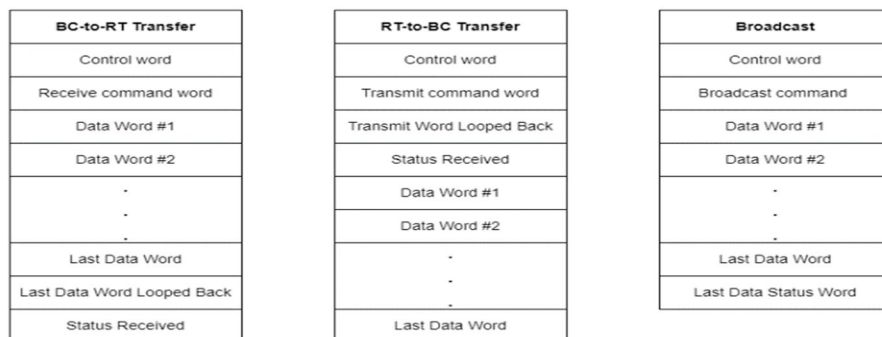 BC-to-RT Transfer
Control word
Receive command word
Data Word #1
Data Word #2
.
.
.
Last Data Word
Last Data Word Looped Back
Status Received
RT-to-BC Transfer
Control word
Transmit command word
Transmit Word Looped Back
Status Received
Data Word #1
Data Word #2
.
.
.
Last Data Word
Broadcast
Control word
Broadcast command
Data Word #1
Data Word #2
.
.
.
Last Data Word
Last Data Status Word